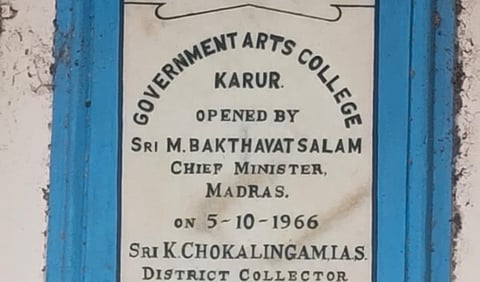 GOVERNMENT ARTS COLLEGE
KARUR.
OPENED BY
SRI M. BAKTHAVATSALAM
CHIEF MINISTER,
MADRAS.
ON 5-10-1966
SRI K. CHOKALINGAM,I.A.S.
DISTRICT COLLECTOR